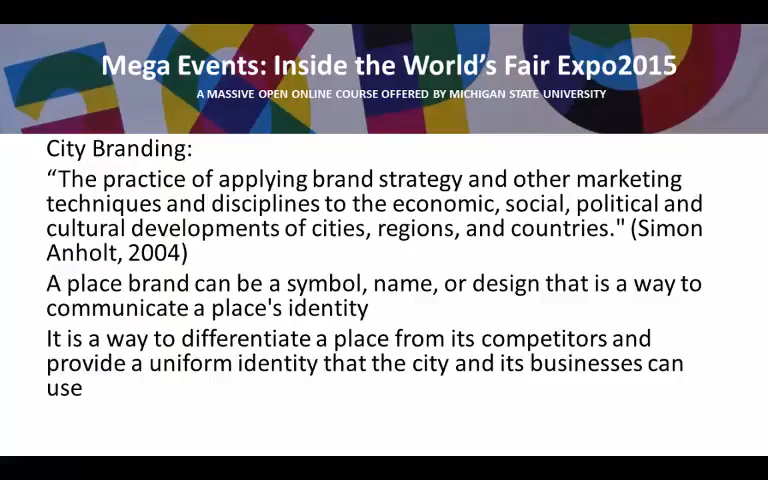 Mega Events: Inside the World's Fair Expo2015
A MASSIVE OPEN ONLINE COURSE OFFERED BY MICHIGAN STATE UNIVERSITY
City Branding:
“The practice of applying brand strategy and other marketing
techniques and disciplines to the economic, social, political and
cultural developments of cities, regions, and countries." (Simon
Anholt, 2004)
A place brand can be a symbol, name, or design that is a way to
communicate a place's identity
It is a way to differentiate a place from its competitors and
provide a uniform identity that the city and its businesses can
use